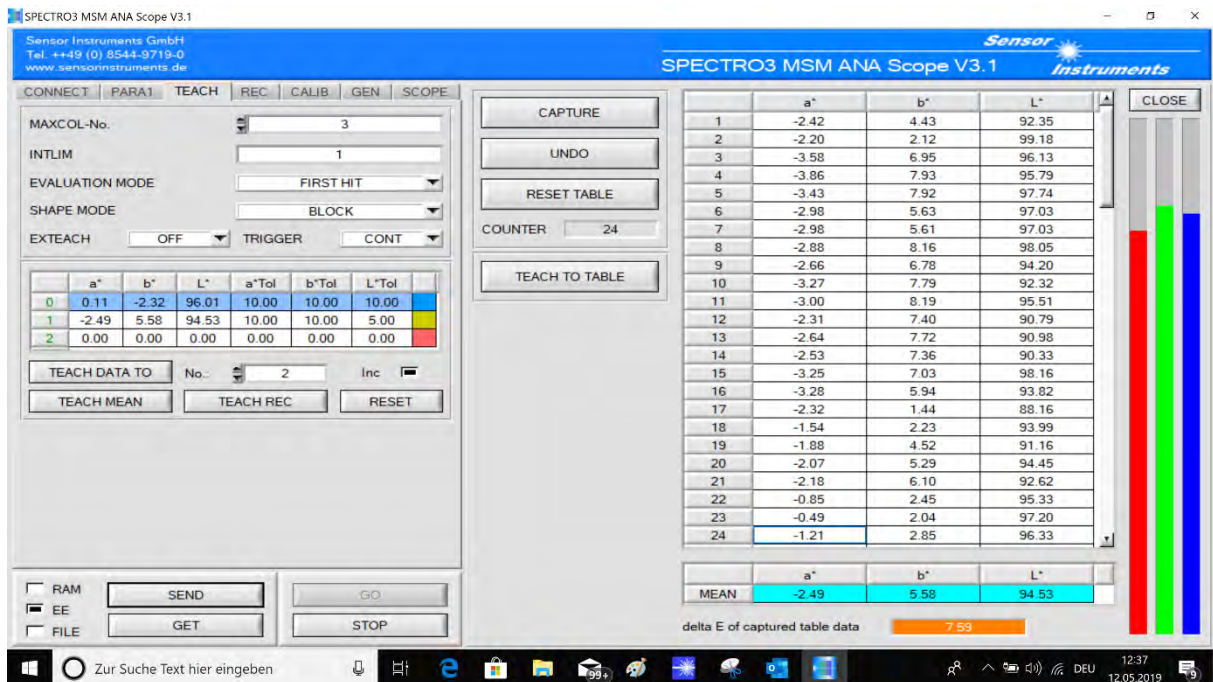 SPECTRO3 MSM ANA Scope V3.1
Sensor Instruments GmbH
Tel. ++49 (0) 8544-9719-0
www.sensorinstruments.de
SPECTRO3 MSM ANA Scope V3.1
Sensor
Instruments
CONNECT PARA1 TEACH REC CALIB GEN SCOPE
MAXCOL-No. 3
INTLIM 1
EVALUATION MODE FIRST HIT
SHAPE MODE BLOCK
EXTEACH OFF TRIGGER CONT
a* b* L* a*Tol b*Tol L*Tol
0 0.11 -2.32 96.01 10.00 10.00 10.00
1 -2.49 5.58 94.53 10.00 10.00 5.00
2 0.00 0.00 0.00 0.00 0.00 0.00
TEACH DATA TO No.: 2 Inc
TEACH MEAN TEACH REC RESET
RAM
EE
FILE
SEND
GET
GO
STOP
CAPTURE
UNDO
RESET TABLE
COUNTER 24
TEACH TO TABLE
CLOSE
a* b* L*
1 -2.42 4.43 92.35
2 -2.20 2.12 99.18
3 -3.58 6.95 96.13
4 -3.86 7.93 95.79
5 -3.43 7.92 97.74
6 -2.98 5.63 97.03
7 -2.98 5.61 97.03
8 -2.88 8.16 98.05
9 -2.66 6.78 94.20
10 -3.27 7.79 92.32
11 -3.00 8.19 95.51
12 -2.31 7.40 90.79
13 -2.64 7.72 90.98
14 -2.53 7.36 90.33
15 -3.25 7.03 98.16
16 -3.28 5.94 93.82
17 -2.32 1.44 88.16
18 -1.54 2.23 93.99
19 -1.88 4.52 91.16
20 -2.07 5.29 94.45
21 -2.18 6.10 92.62
22 -0.85 2.45 95.33
23 -0.49 2.04 97.20
24 -1.21 2.85 96.33
a* b* L*
MEAN -2.49 5.58 94.53
delta E of captured table data 7.59
Zur Suche Text hier eingeben
99+
DEU
12:37
12.05.2019
9